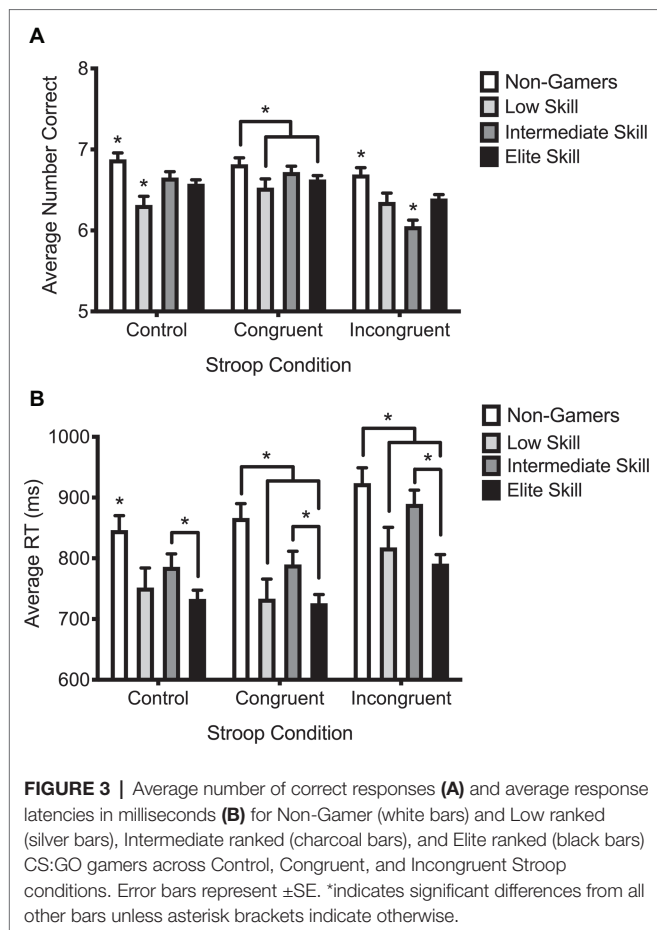 A
Average Number Correct
8
7
6
5
* * * * *
Control Congruent Incongruent
Stroop Condition
Non-Gamers
Low Skill
Intermediate Skill
Elite Skill
B
Average RT (ms)
1000
900
800
700
600
* * * * * *
Control Congruent Incongruent
Stroop Condition
Non-Gamers
Low Skill
Intermediate Skill
Elite Skill
FIGURE 3 | Average number of correct responses (A) and average response
latencies in milliseconds (B) for Non-Gamer (white bars) and Low ranked
(silver bars), Intermediate ranked (charcoal bars), and Elite ranked (black bars)
CS:GO gamers across Control, Congruent, and Incongruent Stroop
conditions. Error bars represent ±SE. *indicates significant differences from all
other bars unless asterisk brackets indicate otherwise.